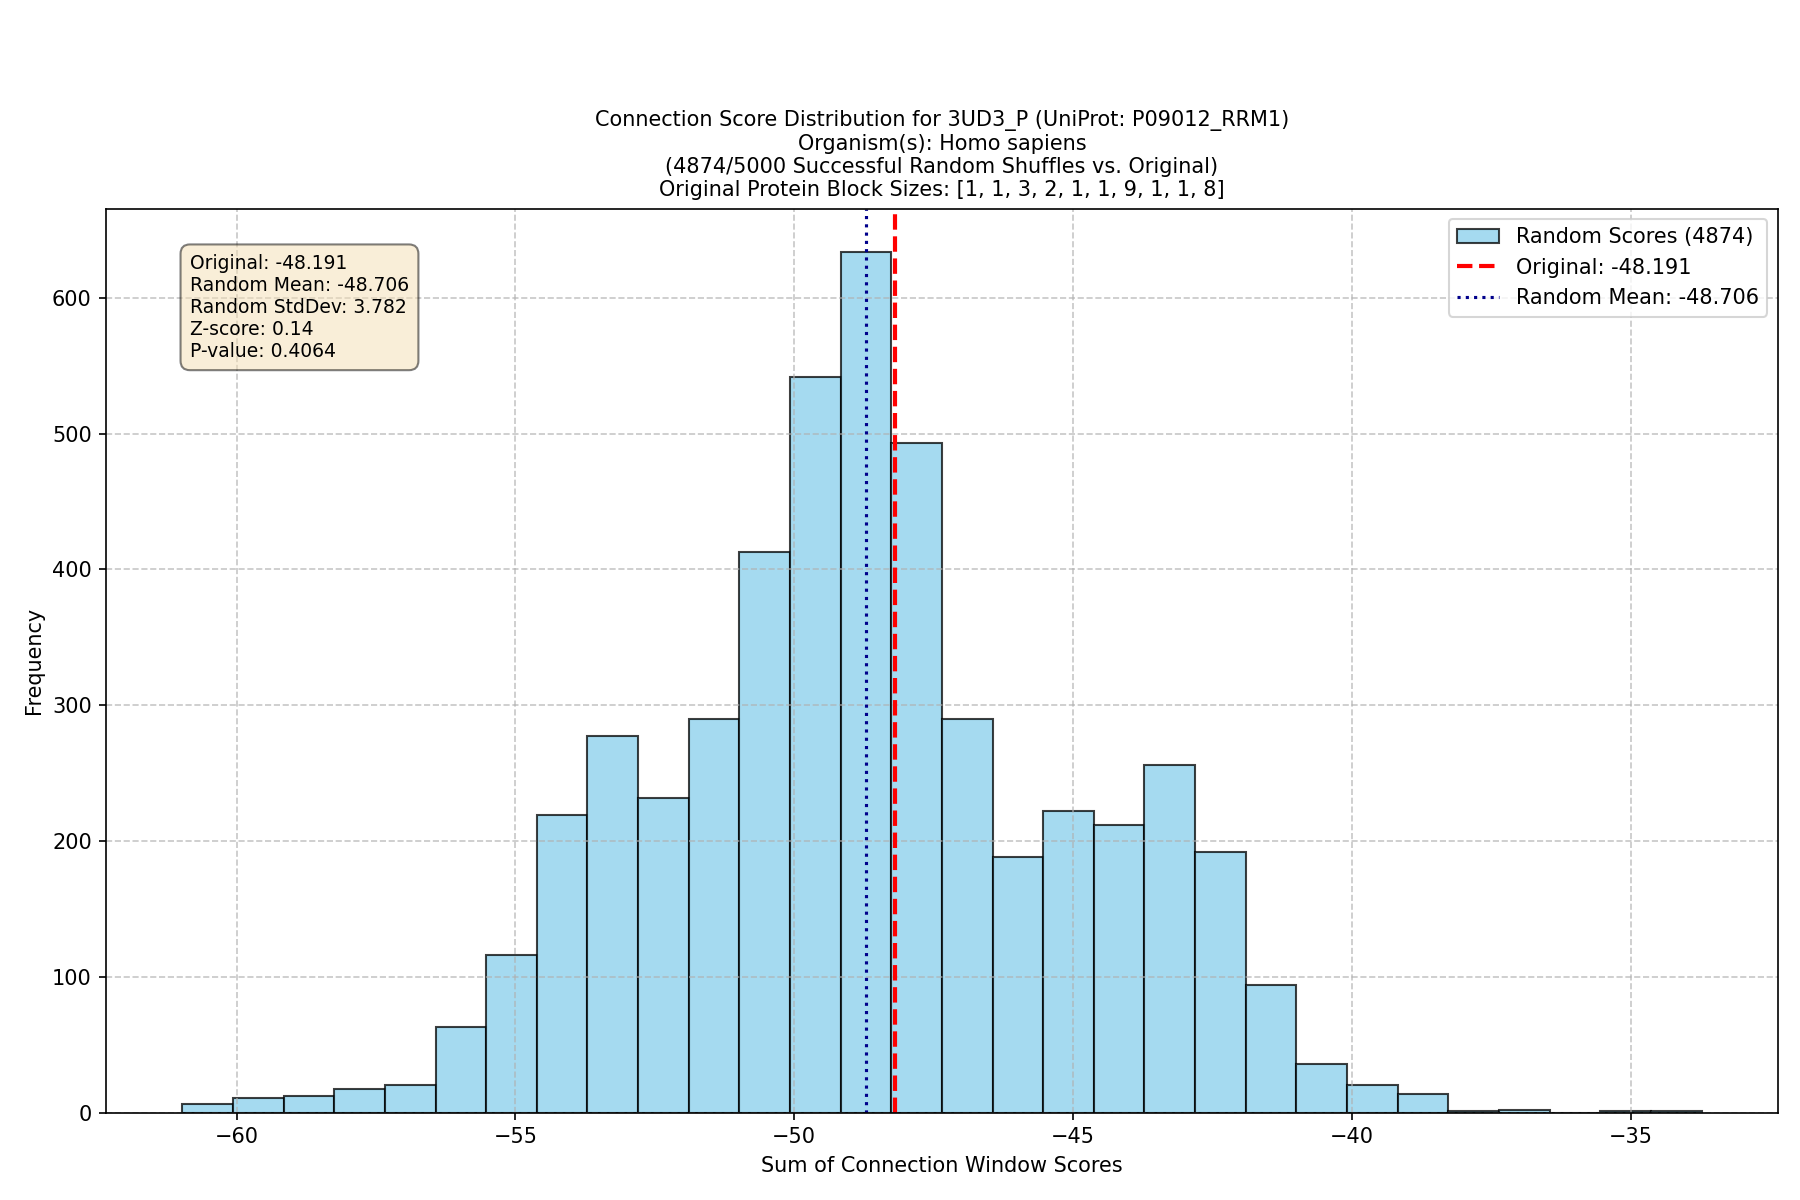 Connection Score Distribution for 3UD3_P (UniProt: P09012_RRM1)
Organism(s): Homo sapiens
(4874/5000 Successful Random Shuffles vs. Original)
Original Protein Block Sizes: [1, 1, 3, 2, 1, 1, 9, 1, 1, 8]
Original: -48.191
Random Mean: -48.706
Random StdDev: 3.782
Z-score: 0.14
P-value: 0.4064
Random Scores (4874)
Original: -48.191
Random Mean: -48.706
Frequency
600
500
400
300
200
100
0
−60
−55
−50
−45
−40
−35
Sum of Connection Window Scores